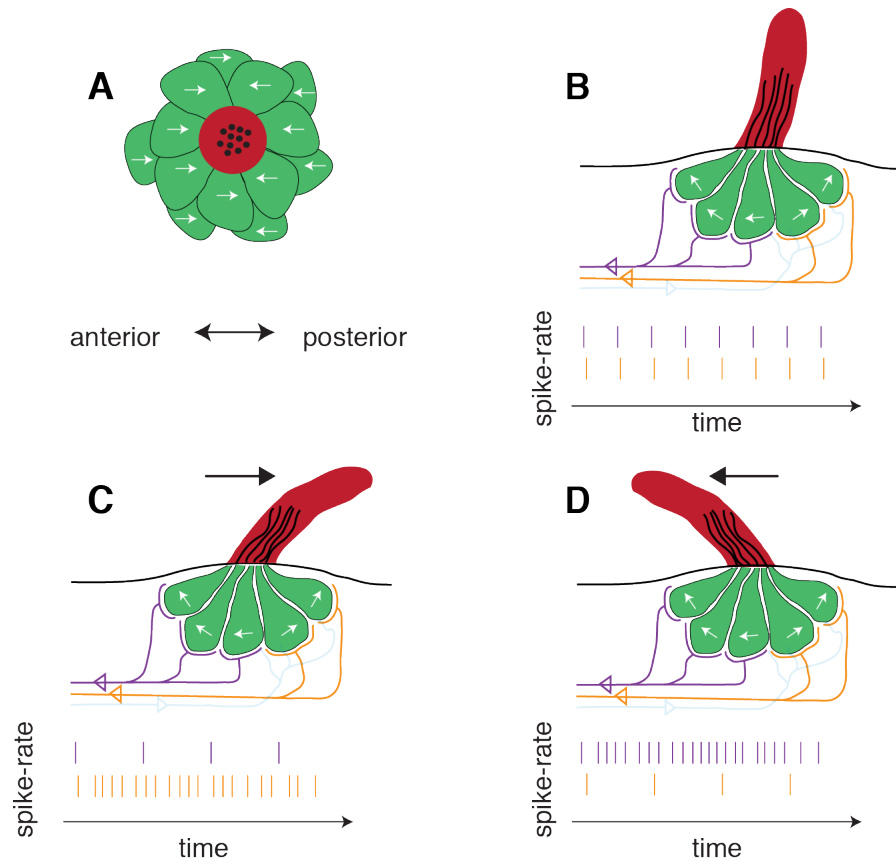 A
anterior
posterior
B
spike-rate
time
C
spike-rate
time
D
spike-rate
time